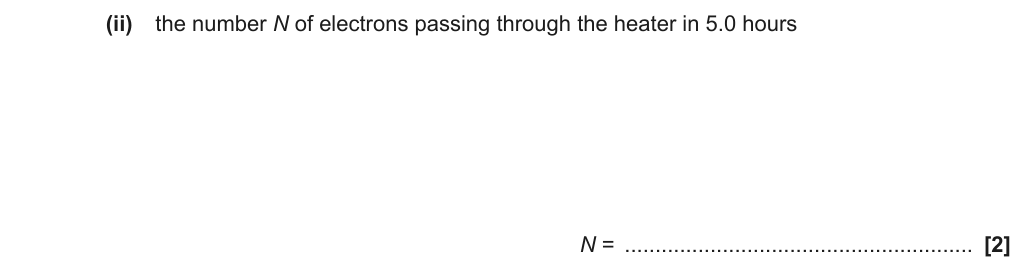 (ii) the number N of electrons passing through the heater in 5.0 hours
N = ......................................................... [2]